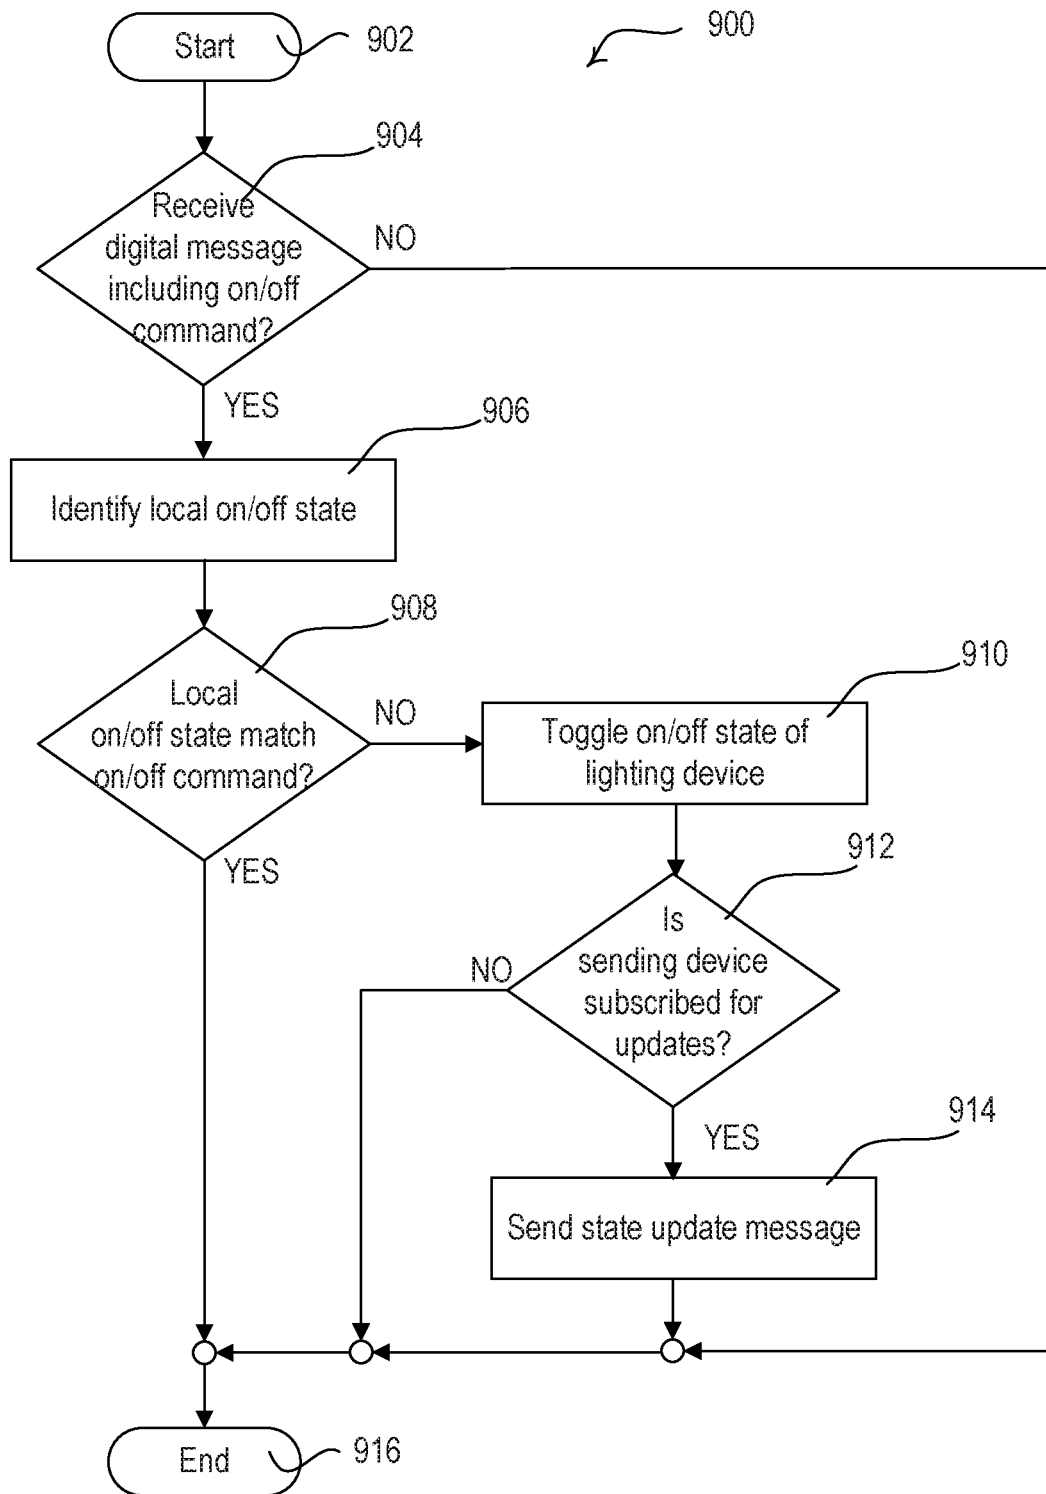 Start
902
900
904
Receive
digital message
including on/off
command?
NO
YES
906
Identify local on/off state
908
Local
on/off state match
on/off command?
NO
YES
910
Toggle on/off state of
lighting device
912
Is
sending device
subscribed for
updates?
NO
YES
914
Send state update message
End
916